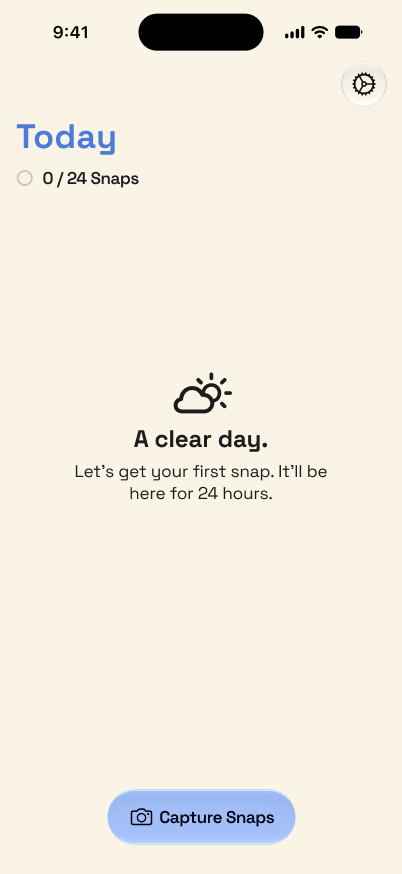 9:41
Today
0 / 24 Snaps
A clear day.
Let's get your first snap. It'll be
here for 24 hours.
Capture Snaps